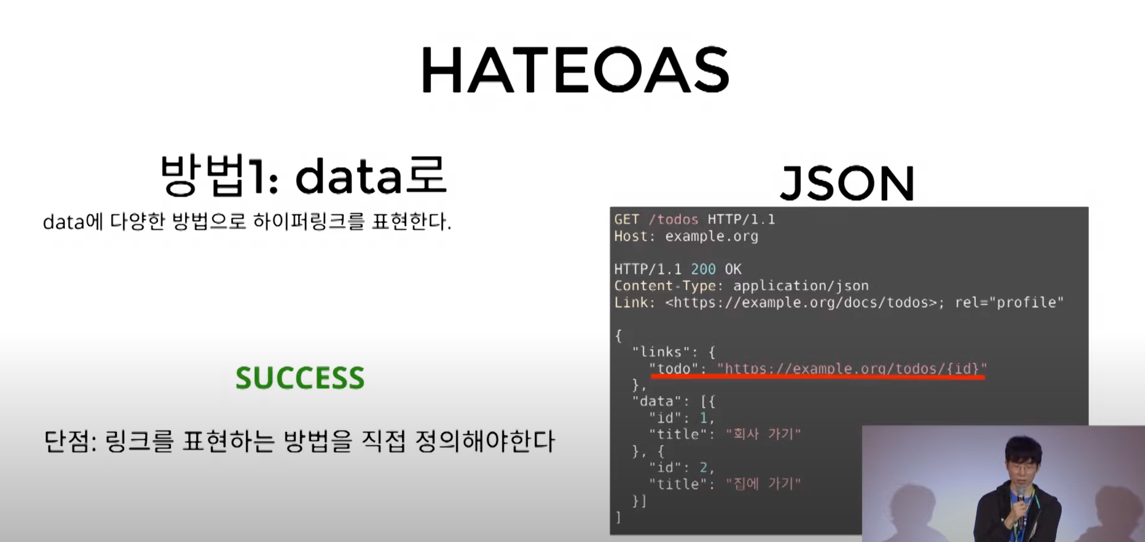 HATEOAS
방법1: data로
data에 다양한 방법으로 하이퍼링크를 표현한다.
SUCCESS
단점: 링크를 표현하는 방법을 직접 정의해야한다
JSON
GET /todos HTTP/1.1
Host: example.org
HTTP/1.1 200 OK
Content-Type: application/json
Link: <https://example.org/docs/todos>; rel="profile"
{
"links": {
"todo": "https://example.org/todos/{id}"
},
"data": [{
"id": 1,
"title": "회사 가기"
}, {
"id": 2,
"title": "집에 가기"
}]
]